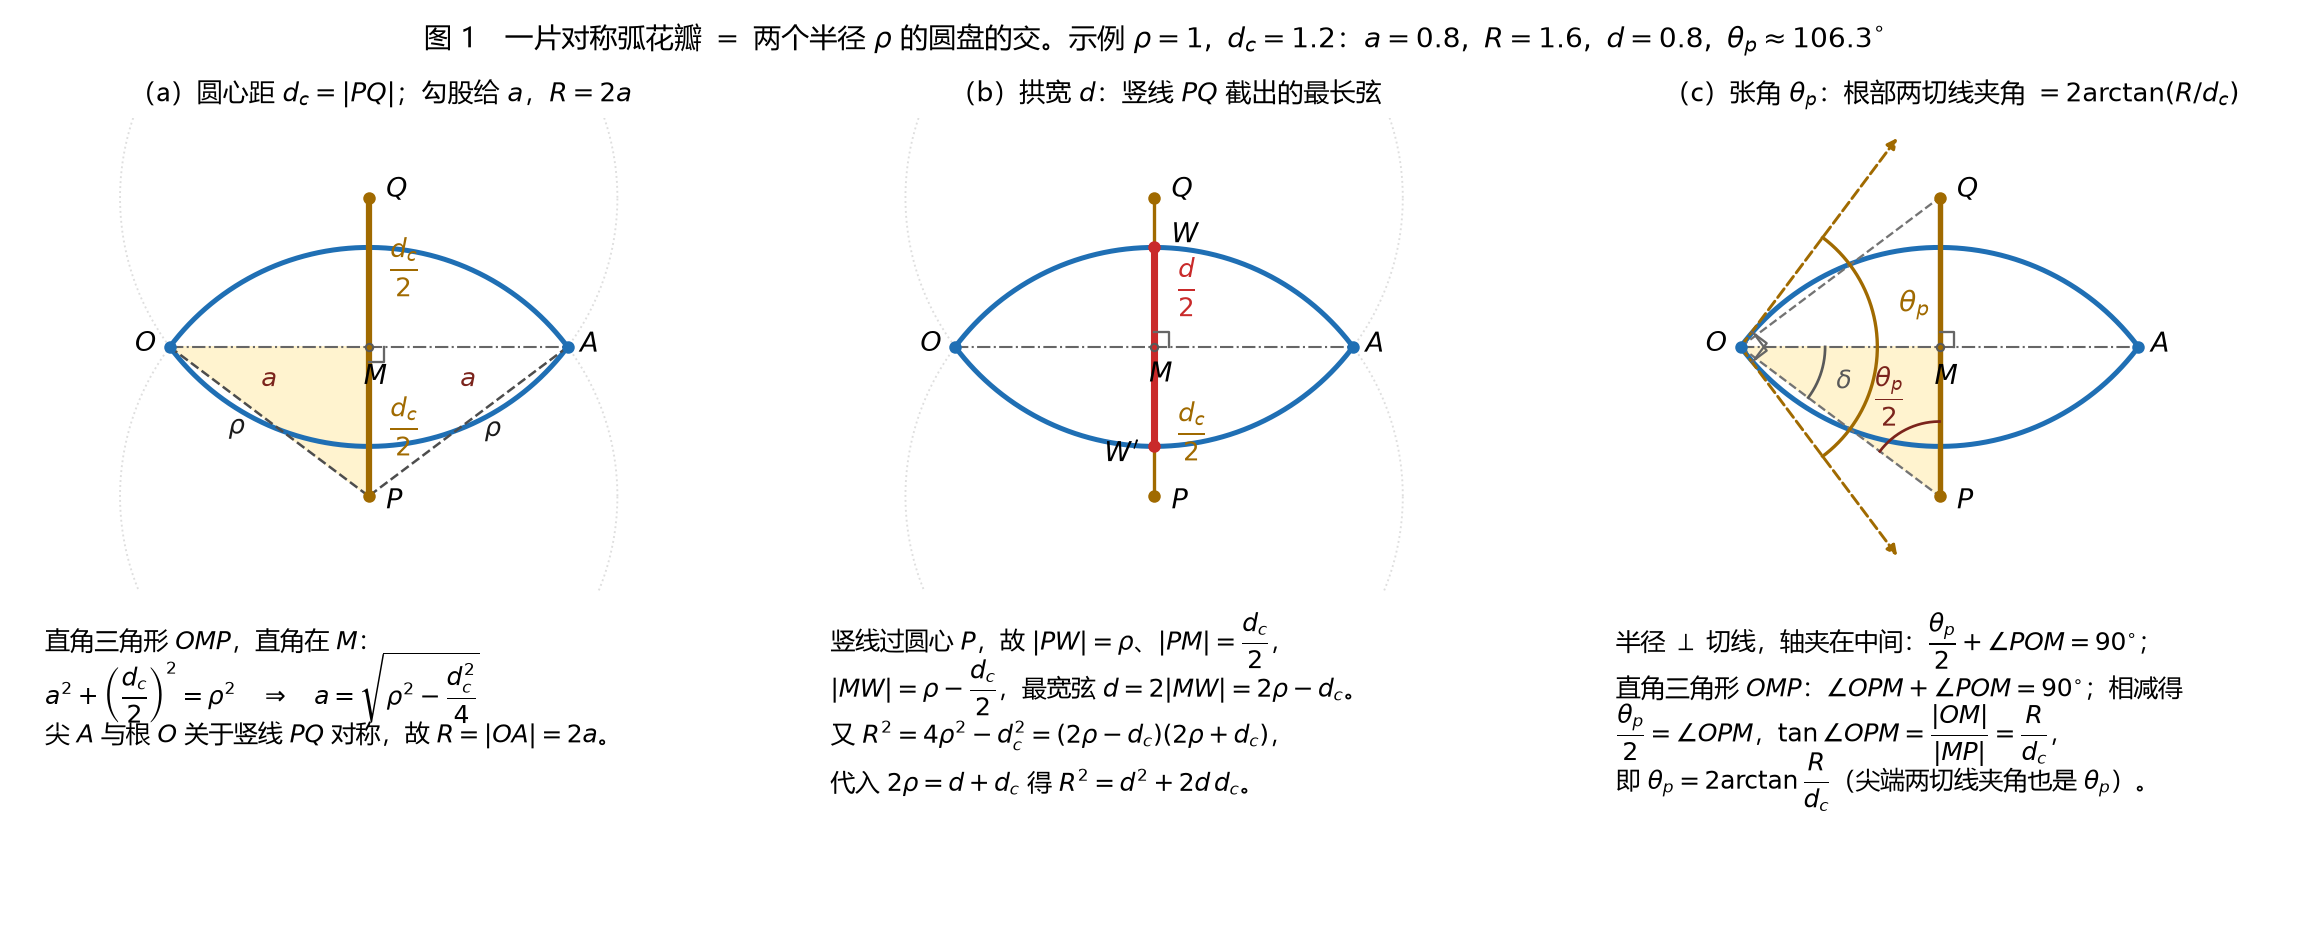 图 1　一片对称弧花瓣 = 两个半径 ρ 的圆盘的交。示例 ρ = 1, d_c = 1.2：a = 0.8, R = 1.6, d = 0.8, θ_p ≈ 106.3°
（a）圆心距 d_c = |PQ|；勾股给 a，R = 2a
Q
d_c/2
O
A
a
M
a
d_c/2
ρ
ρ
P
直角三角形 OMP，直角在 M：
a² + (d_c/2)² = ρ² ⇒ a = √(ρ² − d_c²/4)
尖 A 与根 O 关于竖线 PQ 对称，故 R = |OA| = 2a。
（b）拱宽 d：竖线 PQ 截出的最长弦
Q
W
d/2
O
A
M
d_c/2
W′
P
竖线过圆心 P，故 |PW| = ρ、|PM| = d_c/2,
|MW| = ρ − d_c/2，最宽弦 d = 2|MW| = 2ρ − d_c。
又 R² = 4ρ² − d_c² = (2ρ − d_c)(2ρ + d_c),
代入 2ρ = d + d_c 得 R² = d² + 2d d_c。
（c）张角 θ_p：根部两切线夹角 = 2arctan(R/d_c)
Q
θ_p
O
A
δ
θ_p/2
M
P
半径 ⊥ 切线，轴夹在中间：θ_p/2 + ∠POM = 90°；
直角三角形 OMP：∠OPM + ∠POM = 90°；相减得
θ_p/2 = ∠OPM，tan ∠OPM = |OM|/|MP| = R/d_c,
即 θ_p = 2arctan R/d_c（尖端两切线夹角也是 θ_p）。